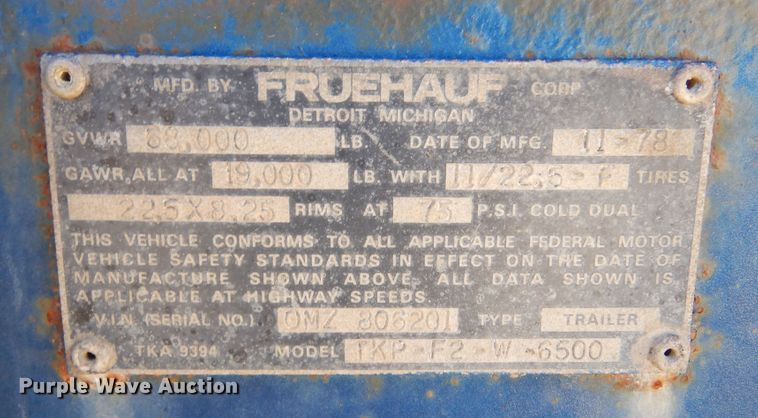 MFD. BY FRUEHAUF CORP
DETROIT MICHIGAN
GVWR 68,000 LB. DATE OF MFG. 11-78
GAWR, ALL AT 19,000 LB. WITH 11/22.5-F TIRES
22.5X8.25 RIMS AT 75 P.S.I. COLD DUAL
THIS VEHICLE CONFORMS TO ALL APPLICABLE FEDERAL MOTOR
VEHICLE SAFETY STANDARDS IN EFFECT ON THE DATE OF
MANUFACTURE SHOWN ABOVE. ALL DATA SHOWN IS
APPLICABLE AT HIGHWAY SPEEDS.
V.I.N. (SERIAL NO.) OMZ 806201 TYPE TRAILER
TKA 9394 MODEL TKP-F2-W-6500
Purple Wave Auction